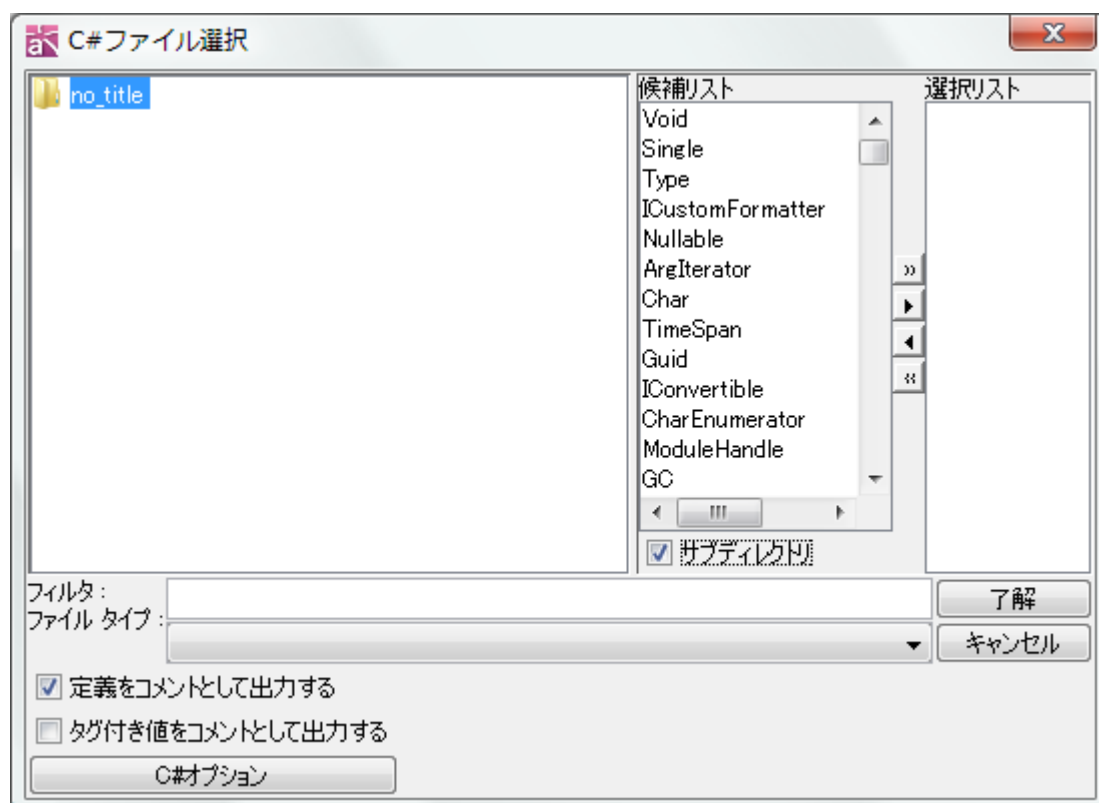 C#ファイル選択
no_title
候補リスト
Void
Single
Type
ICustomFormatter
Nullable
ArgIterator
Char
TimeSpan
Guid
IConvertible
CharEnumerator
ModuleHandle
GC
サブディレクトリ
選択リスト
フィルタ :
ファイル タイプ :
了解
キャンセル
定義をコメントとして出力する
タグ付き値をコメントとして出力する
C#オプション